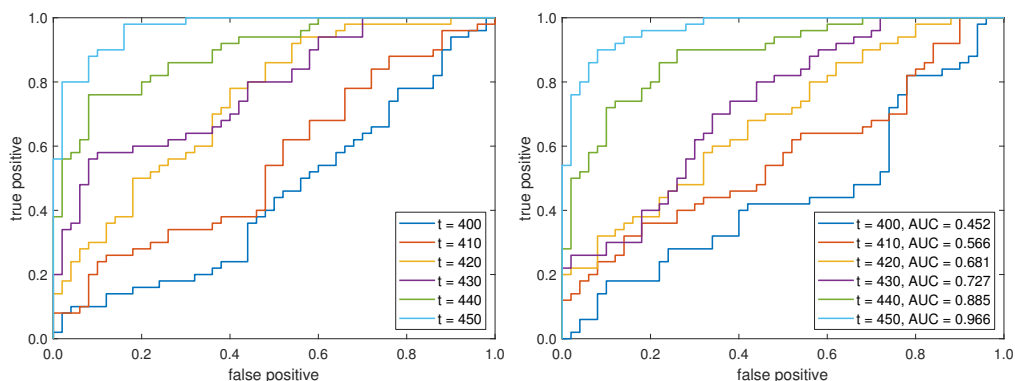 true positive
1.0
0.8
0.6
0.4
0.2
0.0
0.0 0.2 0.4 0.6 0.8 1.0
false positive
t = 400
t = 410
t = 420
t = 430
t = 440
t = 450
true positive
1.0
0.8
0.6
0.4
0.2
0.0
0.0 0.2 0.4 0.6 0.8 1.0
false positive
t = 400, AUC = 0.452
t = 410, AUC = 0.566
t = 420, AUC = 0.681
t = 430, AUC = 0.727
t = 440, AUC = 0.885
t = 450, AUC = 0.966